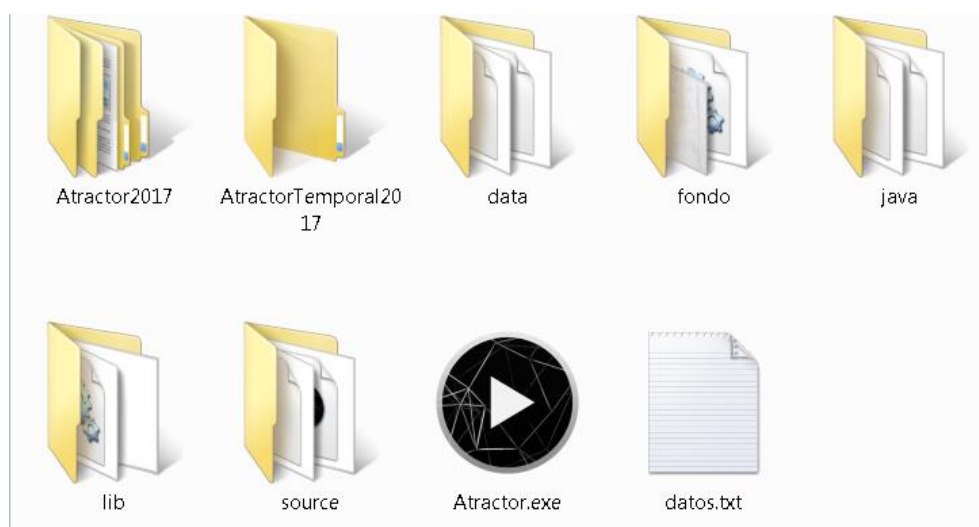 Atractor2017
AtractorTemporal20
17
data
fondo
java
lib
source
Atractor.exe
datos.txt